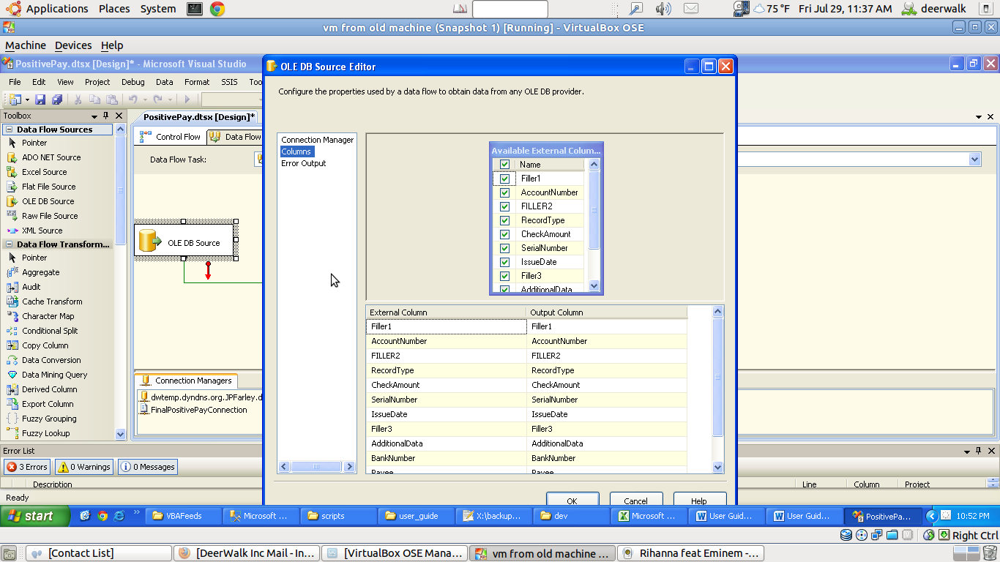 Applications Places System 75 °F Fri Jul 29, 11:37 AM deerwalk
vm from old machine (Snapshot 1) [Running] - VirtualBox OSE
Machine Devices Help
PositivePay.dtsx [Design]* - Microsoft Visual Studio
File Edit View Project Debug Data Format SSIS Too
OLE DB Source Editor
Configure the properties used by a data flow to obtain data from any OLE DB provider.
Toolbox
Data Flow Sources
Pointer
ADO NET Source
Excel Source
Flat File Source
OLE DB Source
Raw File Source
XML Source
Data Flow Transform...
Pointer
Aggregate
Audit
Cache Transform
Character Map
Conditional Split
Copy Column
Data Conversion
Data Mining Query
Derived Column
Export Column
Fuzzy Grouping
Fuzzy Lookup
PositivePay.dtsx [Design]*
Control Flow Data Flow
Data Flow Task:
OLE DB Source
Connection Managers
dwtemp.dyndns.org.JPFarley.d
FinalPositivePayConnection
Connection Manager
Columns
Error Output
Available External Colum...
Name
Filler1
AccountNumber
FILLER2
RecordType
CheckAmount
SerialNumber
IssueDate
Filler3
AdditionalData
External Column Output Column
Filler1 Filler1
AccountNumber AccountNumber
FILLER2 FILLER2
RecordType RecordType
CheckAmount CheckAmount
SerialNumber SerialNumber
IssueDate IssueDate
Filler3 Filler3
AdditionalData AdditionalData
BankNumber BankNumber
Payee Payee
OK Cancel Help
Error List
3 Errors 0 Warnings 0 Messages
Description Line Column Project
Ready
start VBAFeeds Microsoft ... scripts user_guide X:\backup... dev Microsoft ... User Guid... User Guid... PositivePa... 10:52 PM
Right Ctrl
[Contact List] [DeerWalk Inc Mail - In... [VirtualBox OSE Mana... vm from old machine ... Rihanna feat Eminem -...